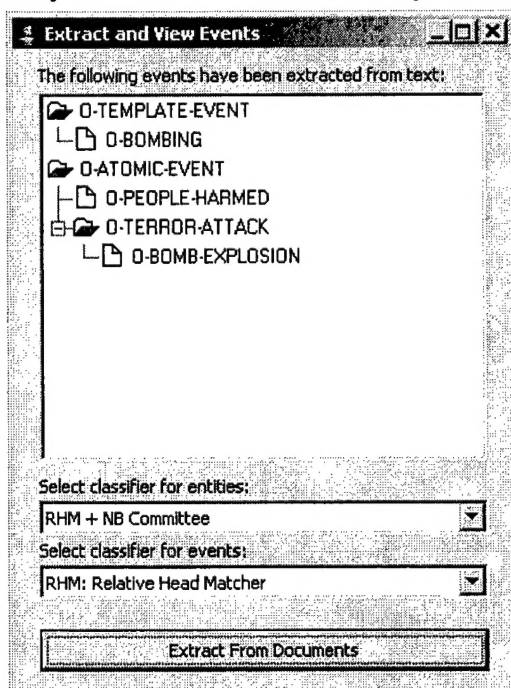 Extract and View Events
The following events have been extracted from text:
O-TEMPLATE-EVENT
O-BOMBING
O-ATOMIC-EVENT
O-PEOPLE-HARMED
O-TERROR-ATTACK
O-BOMB-EXPLOSION
Select classifier for entities:
RHM + NB Committee
Select classifier for events:
RHM: Relative Head Matcher
Extract From Documents